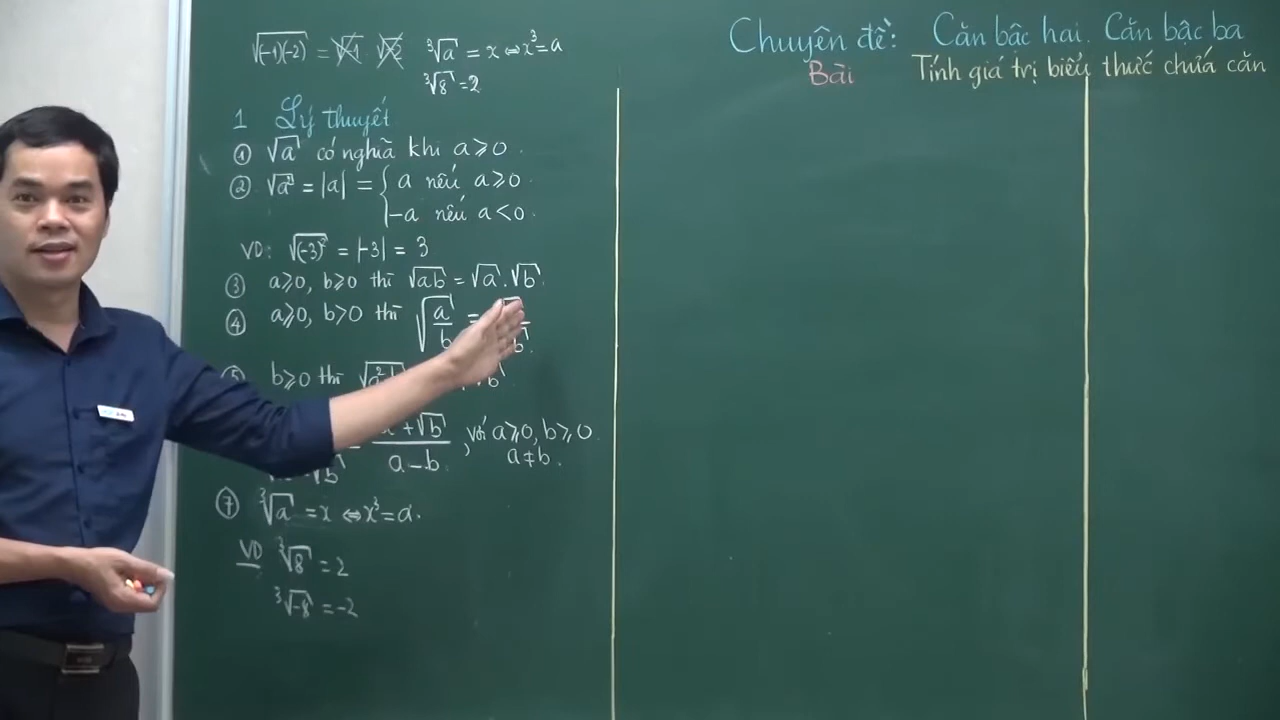 √(-1)(-2) = √-1 √-2 ∛a = x ⇔ x³ = a
∛8 = 2
Chuyên đề: Căn bậc hai. Căn bậc ba
Bài Tính giá trị biểu thức chứa căn
1 Lý thuyết
① √a có nghĩa khi a ⩾ 0.
② √a² = |a| = { a nếu a ⩾ 0
-a nếu a < 0.
VD: √(-3)² = |-3| = 3
③ a ⩾ 0, b ⩾ 0 thì √ab = √a . √b.
④ a ⩾ 0, b > 0 thì √a/b =
⑤ b ⩾ 0 thì √a²b
= a + √b / a - b, với a ⩾ 0, b ⩾ 0
a ≠ b.
⑦ ∛a = x ⇔ x³ = a.
VD ∛8 = 2
∛-8 = -2